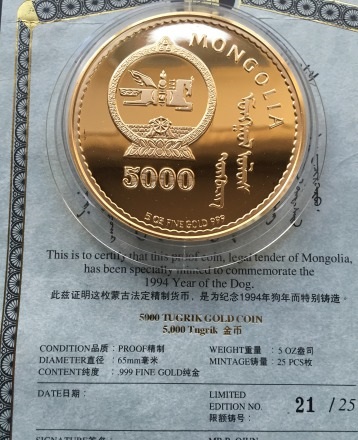 MONGOLIA
5000
5 OZ FINE GOLD 999
This is to certify that this proof coin, legal tender of Mongolia,
has been specially minted to commemorate the
1994 Year of the Dog.
此兹证明这枚蒙古法定精制货币，是为纪念1994年狗年而特别铸造。
5000 TUGRIK GOLD COIN
5,000 Tugrik 金币
CONDITION品质 : PROOF精制 WEIGHT重量 : 5 OZ盎司
DIAMETER直径 : 65mm毫米 MINTAGE铸造 : 25 PCS枚
CONTENT纯度 : .999 FINE GOLD纯金
DATE日期: LIMITED
EDITION NO. 21 / 25
限额铸号: